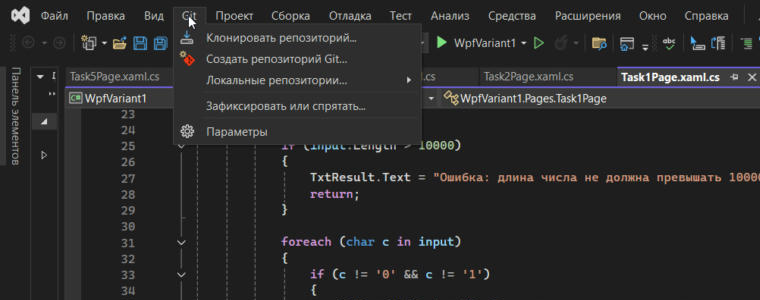 Файл Правка Вид Git Проект Сборка Отладка Тест Анализ Средства Расширения Окно Справка
Клонировать репозиторий...
WpfVariant1
Создать репозиторий Git...
Панель элементов
Task5Page.xaml.cs
Локальные репозитории...
.cs
Task2Page.xaml.cs
Task1Page.xaml.cs
WpfVariant1
Зафиксировать или спрятать...
WpfVariant1.Pages.Task1Page
Параметры
23
24
25 if (input.Length > 10000)
26 {
27 TxtResult.Text = "Ошибка: длина числа не должна превышать 10000
28 return;
29 }
30
31 foreach (char c in input)
32 {
33 if (c != '0' && c != '1')
34 {